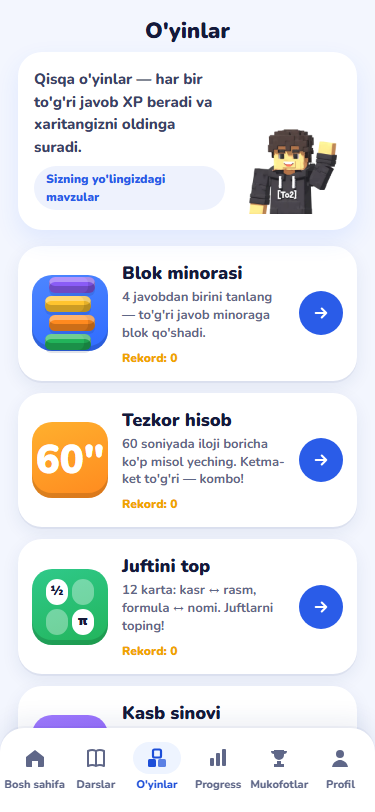 O'yinlar
Qisqa o'yinlar — har bir
to'g'ri javob XP beradi va
xaritangizni oldinga
suradi.
Sizning yo'lingizdagi
mavzular
[To2]
Blok minorasi
4 javobdan birini tanlang
— to'g'ri javob minoraga
blok qo'shadi.
Rekord: 0
60"
Tezkor hisob
60 soniyada iloji boricha
ko'p misol yeching. Ketma-
ket to'g'ri — kombo!
Rekord: 0
½
π
Juftini top
12 karta: kasr ↔ rasm,
formula ↔ nomi. Juftlarni
toping!
Rekord: 0
Kasb sinovi
Bosh sahifa Darslar O'yinlar Progress Mukofotlar Profil